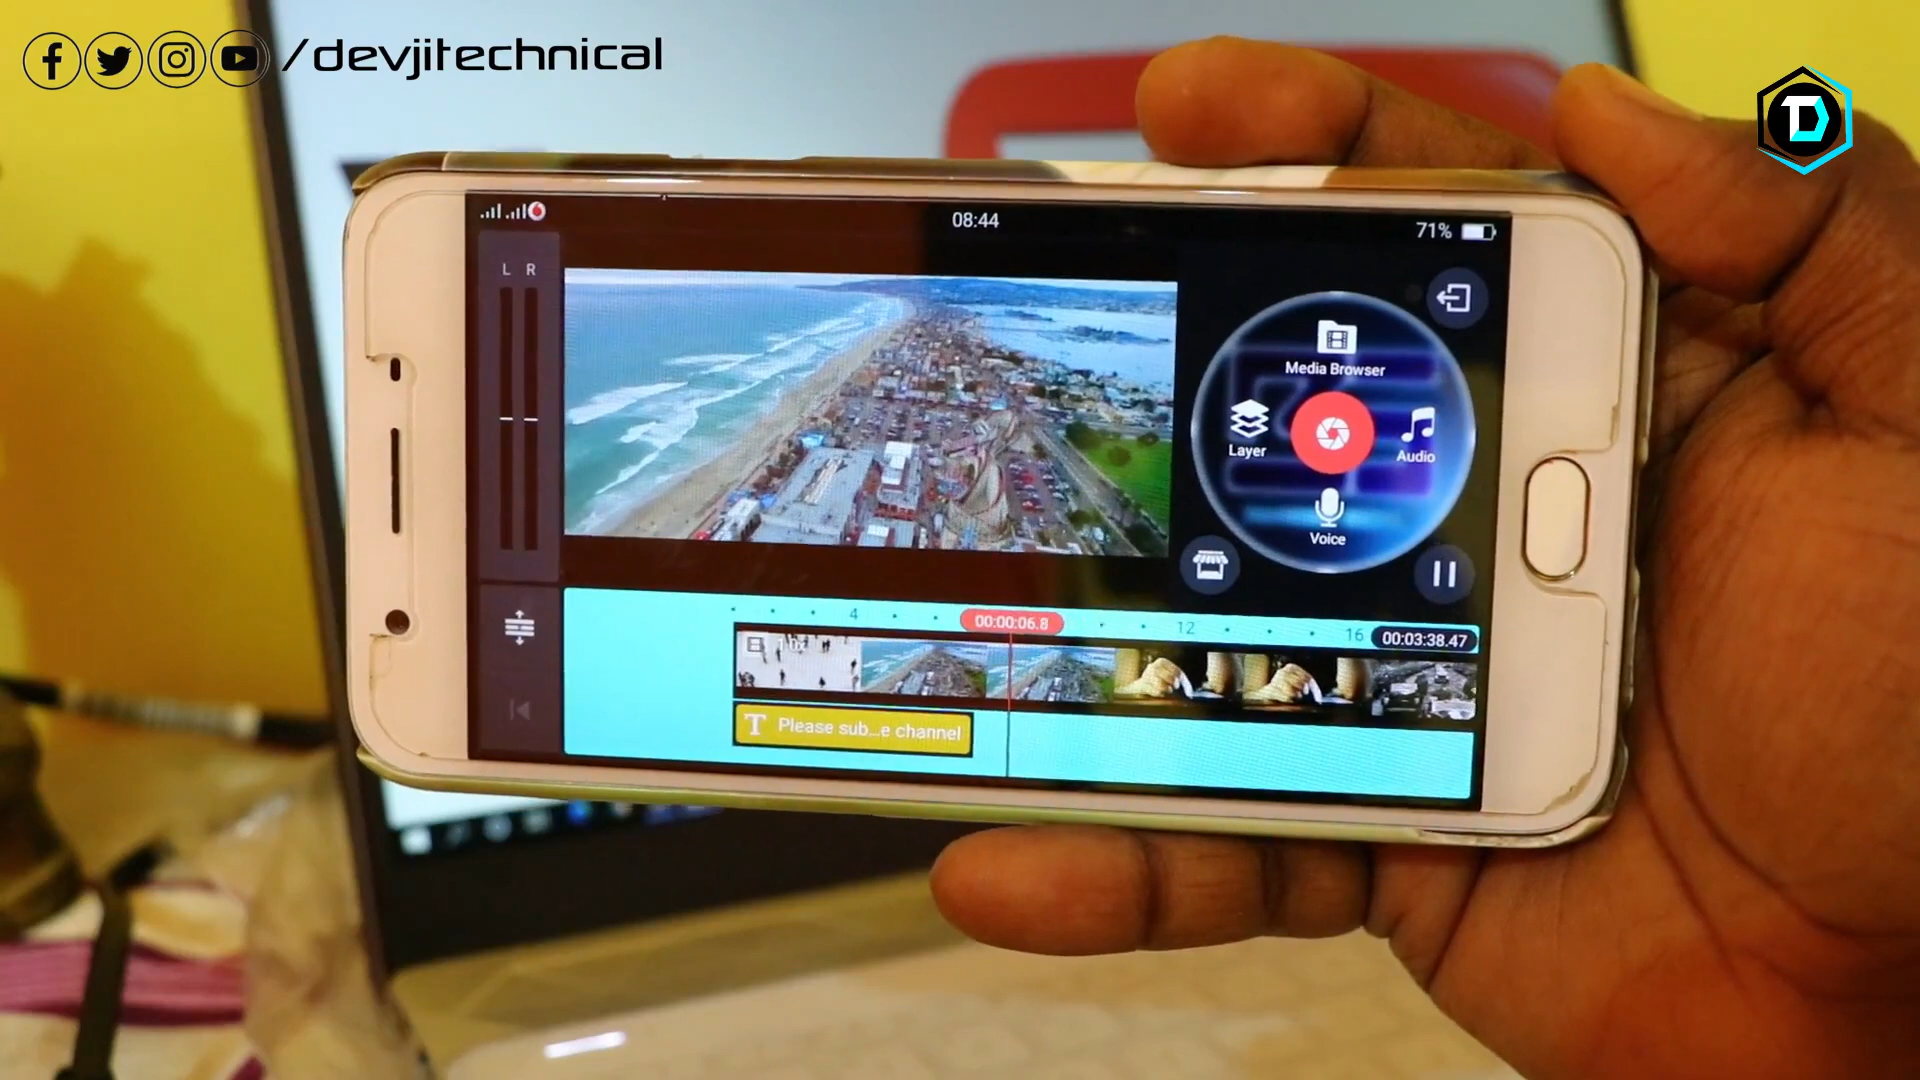 /devjitechnical
TD
08:44
71%
L R
Media Browser
Layer
Audio
Voice
4
00:00:06.8
12
16
00:03:38.47
T Please sub...e channel